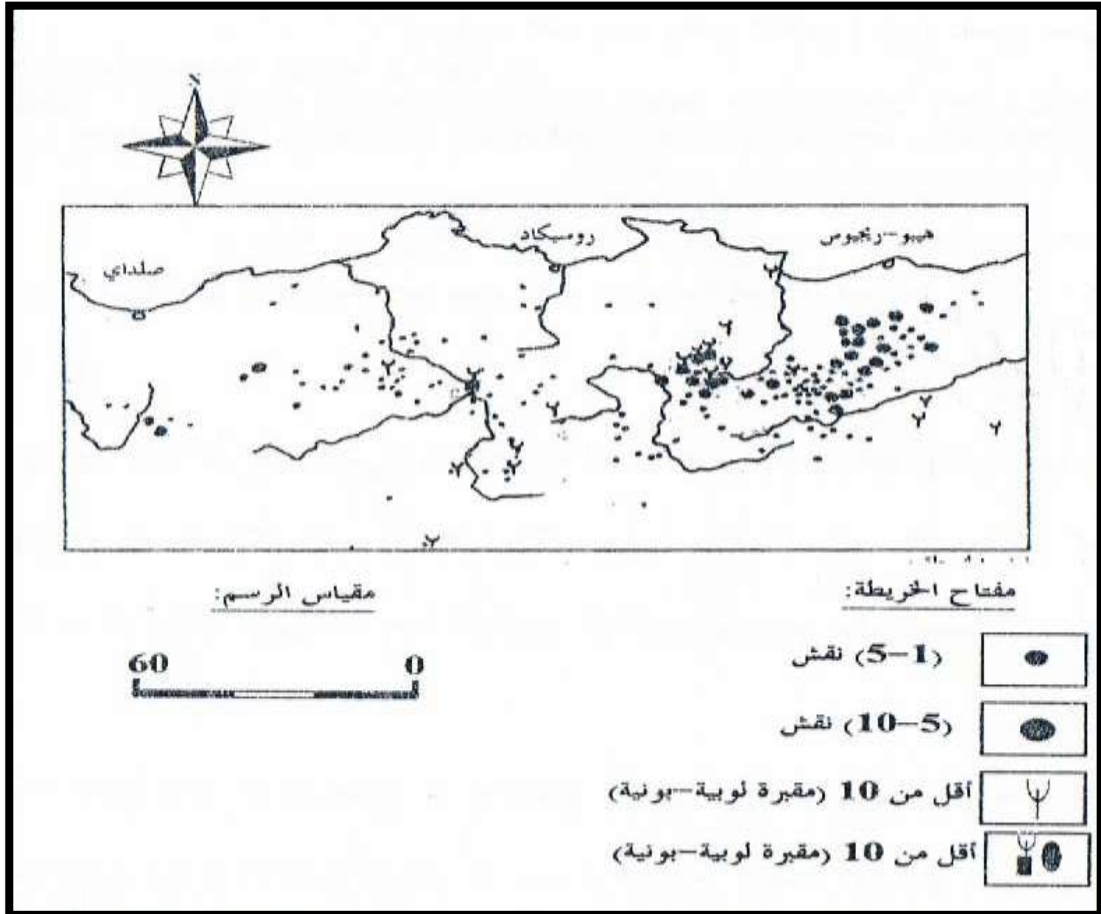 N
هيبو-ريجيوس
روسيكاد
صلداي
مفتاح الخريطة:
مقياس الرسم:
60 0
(1-5) نقش
(5-10) نقش
أقل من 10 (مقبرة لوبية-بونية)
أقل من 10 (مقبرة لوبية-بونية)